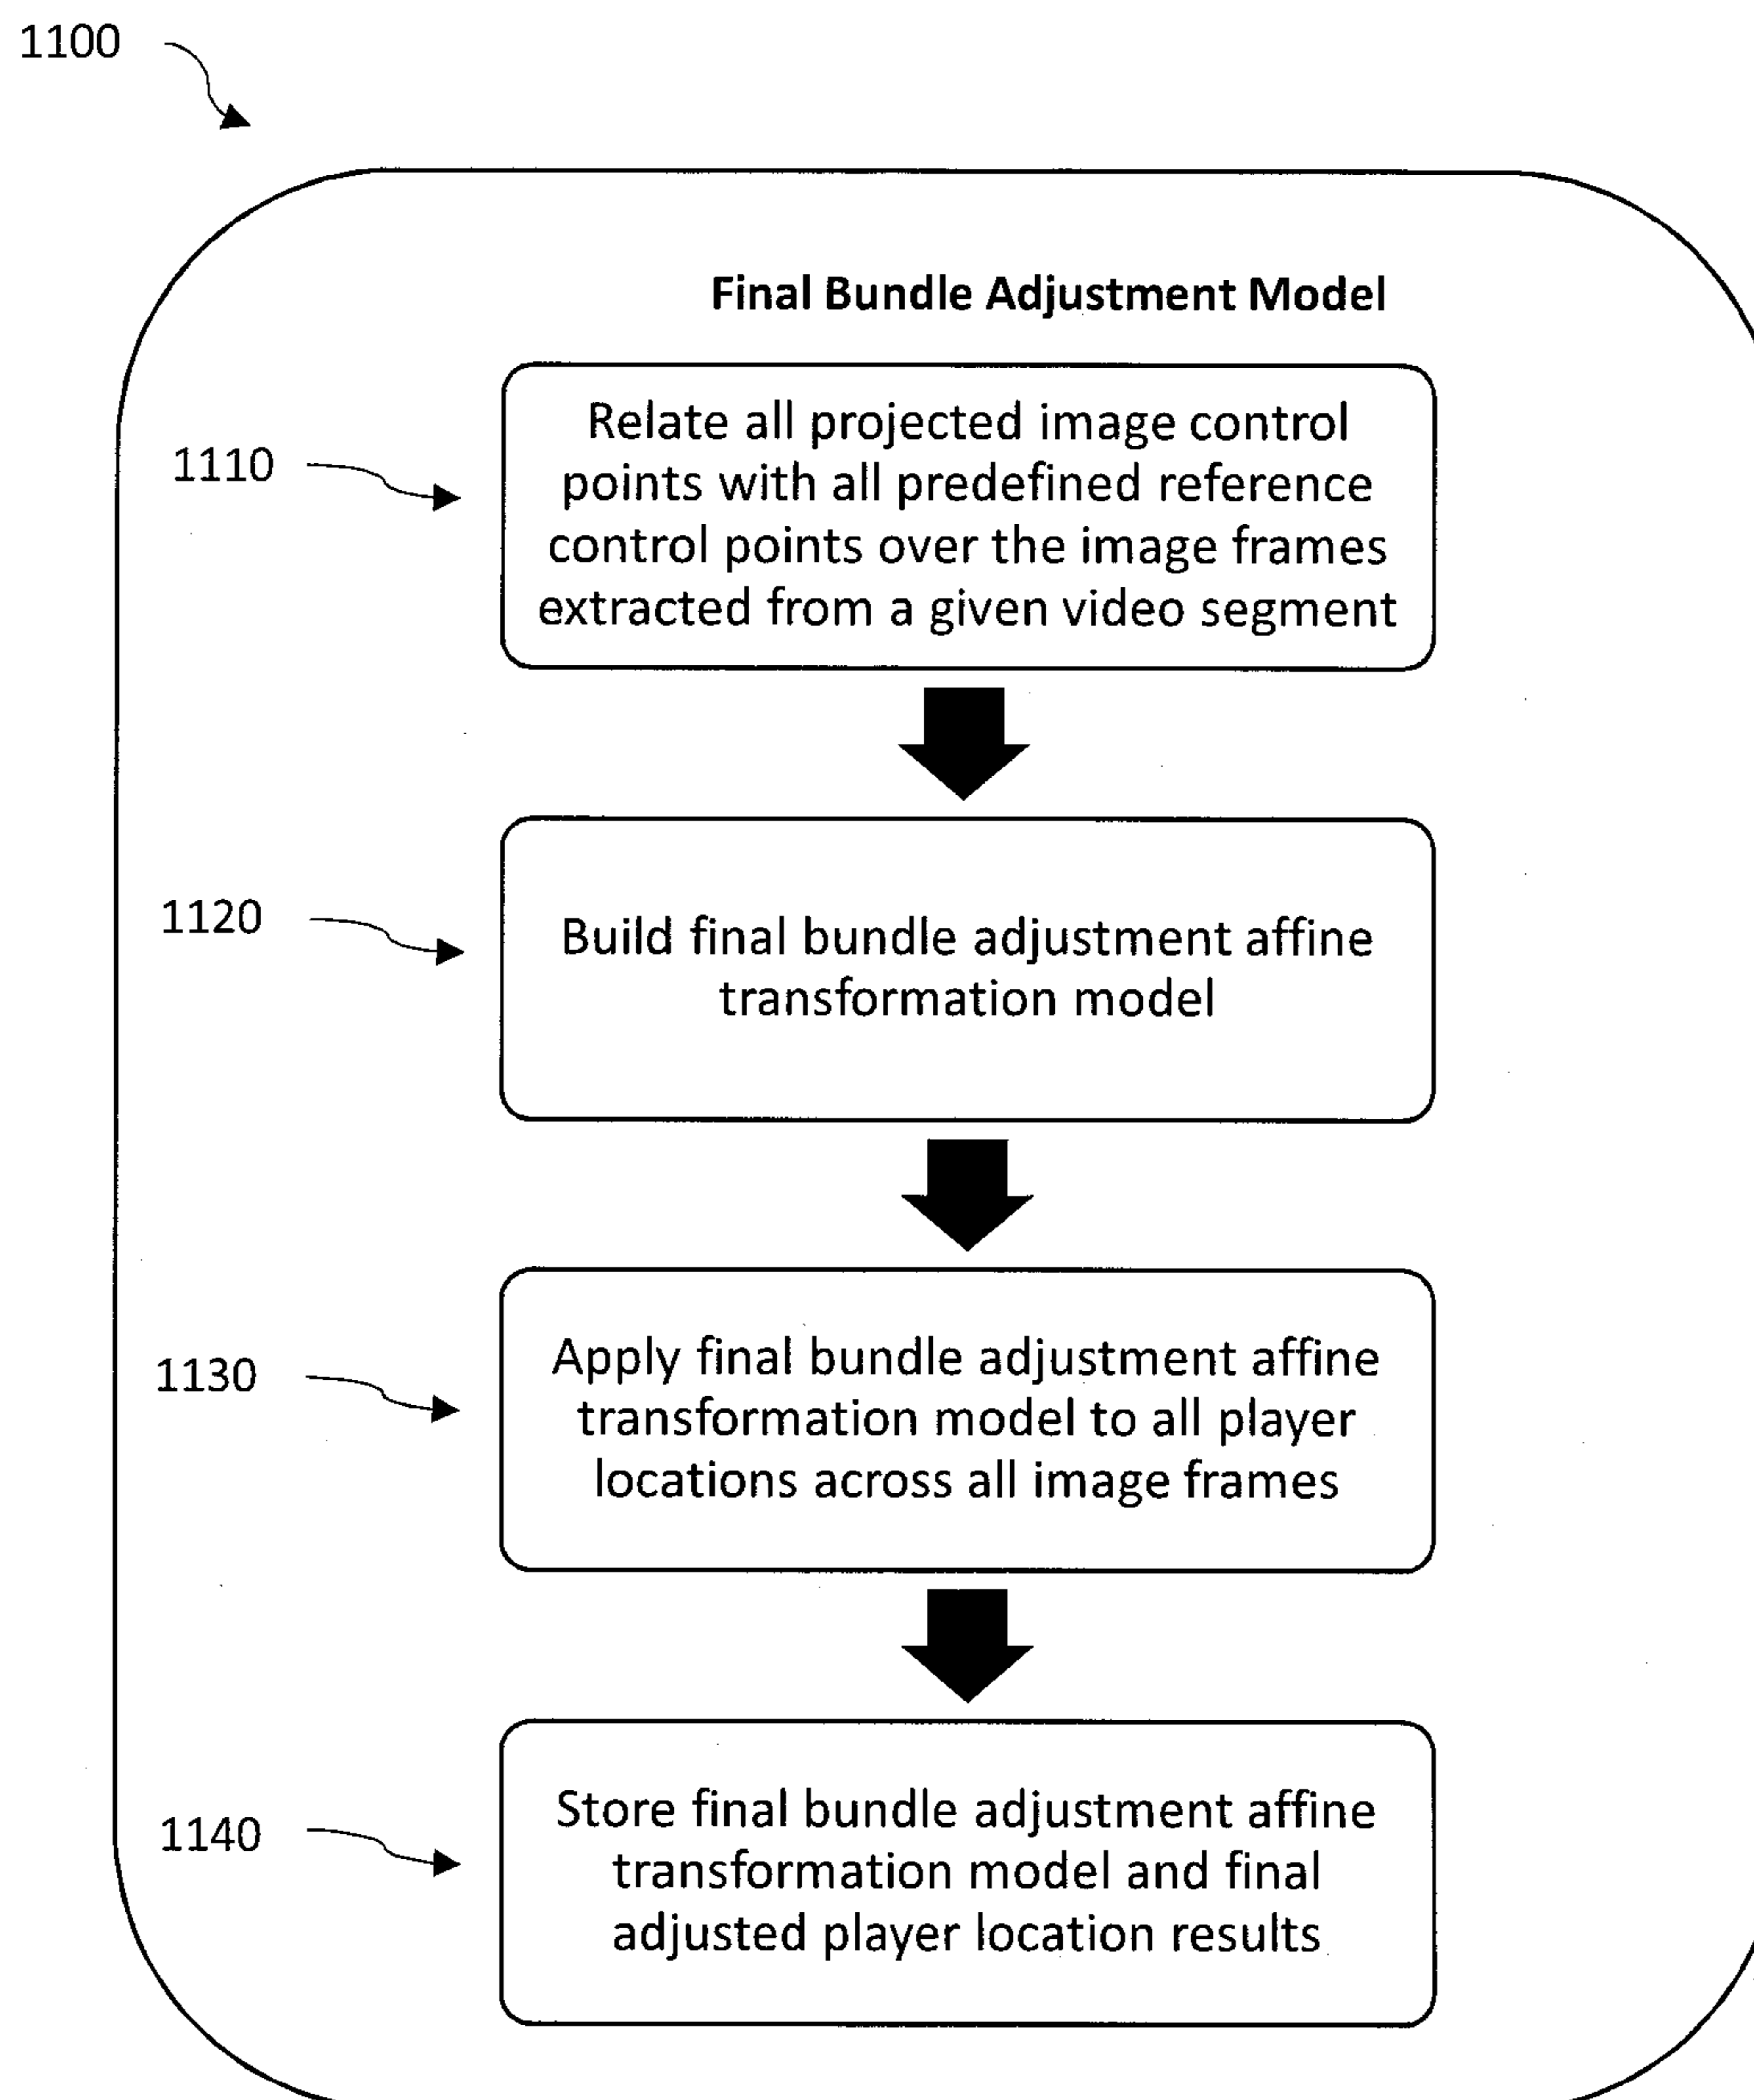 1100
Final Bundle Adjustment Model
1110
Relate all projected image control
points with all predefined reference
control points over the image frames
extracted from a given video segment
1120
Build final bundle adjustment affine
transformation model
1130
Apply final bundle adjustment affine
transformation model to all player
locations across all image frames
1140
Store final bundle adjustment affine
transformation model and final
adjusted player location results